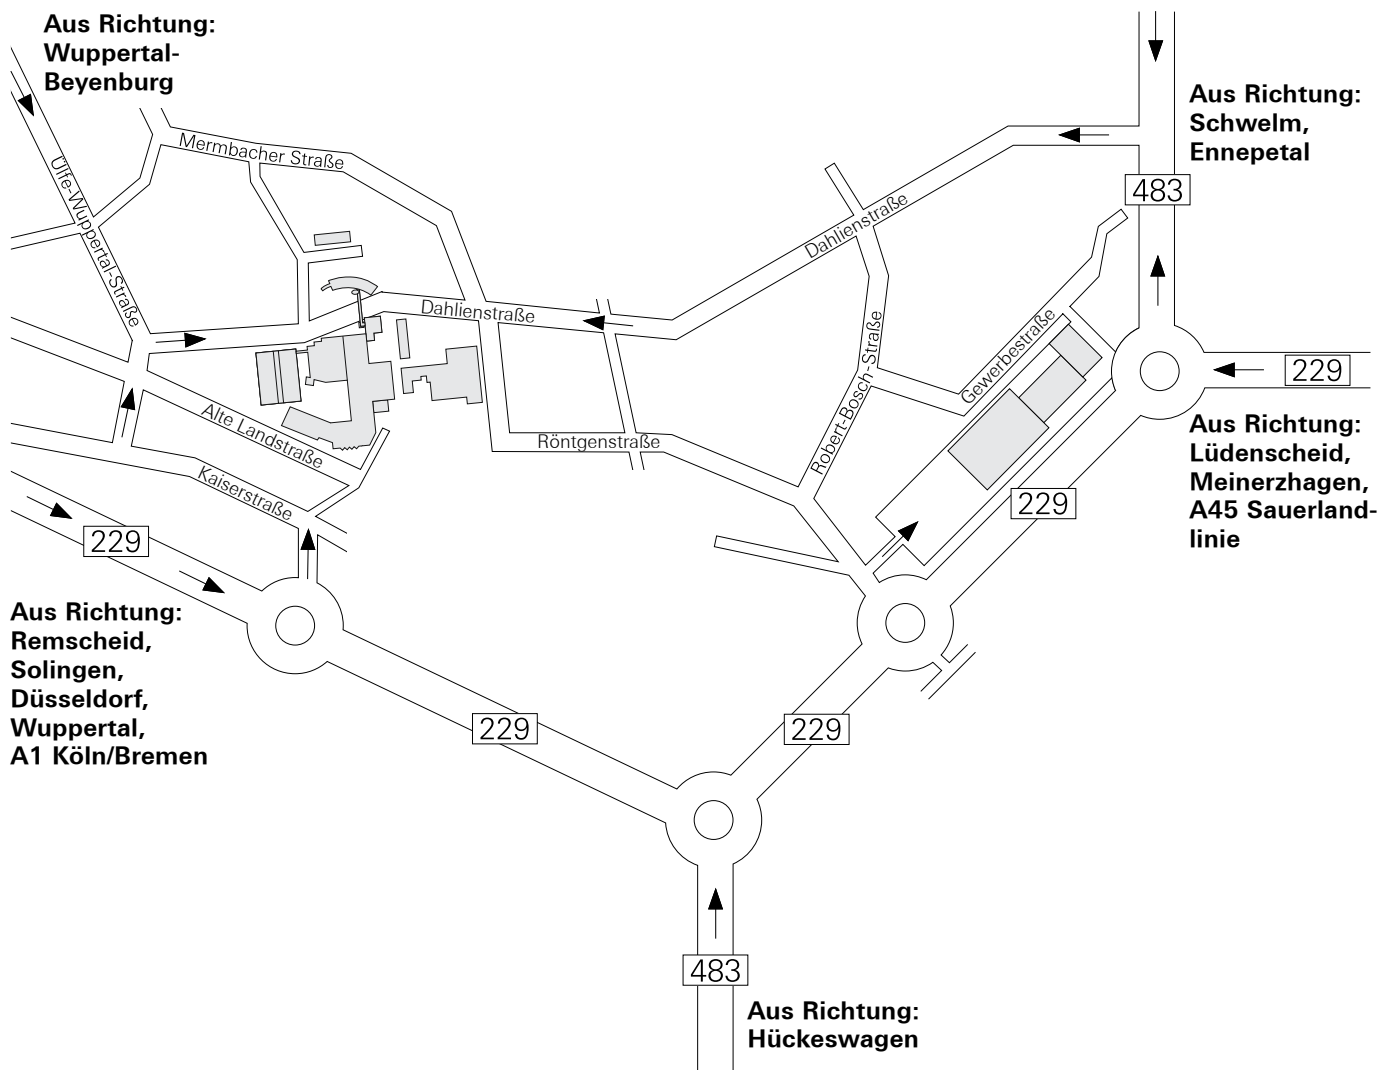 Aus Richtung:
Wuppertal-
Beyenburg
Aus Richtung:
Schwelm,
Ennepetal
Mermbacher Straße
Ülfe-Wuppertal-Straße
483
Dahlienstraße
Dahlienstraße
Gewerbestraße
Robert-Bosch-Straße
229
Alte Landstraße
Röntgenstraße
Aus Richtung:
Lüdenscheid,
Meinerzhagen,
A45 Sauerland-
linie
Kaiserstraße
229
229
Aus Richtung:
Remscheid,
Solingen,
Düsseldorf,
Wuppertal,
A1 Köln/Bremen
229
229
483
Aus Richtung:
Hückeswagen